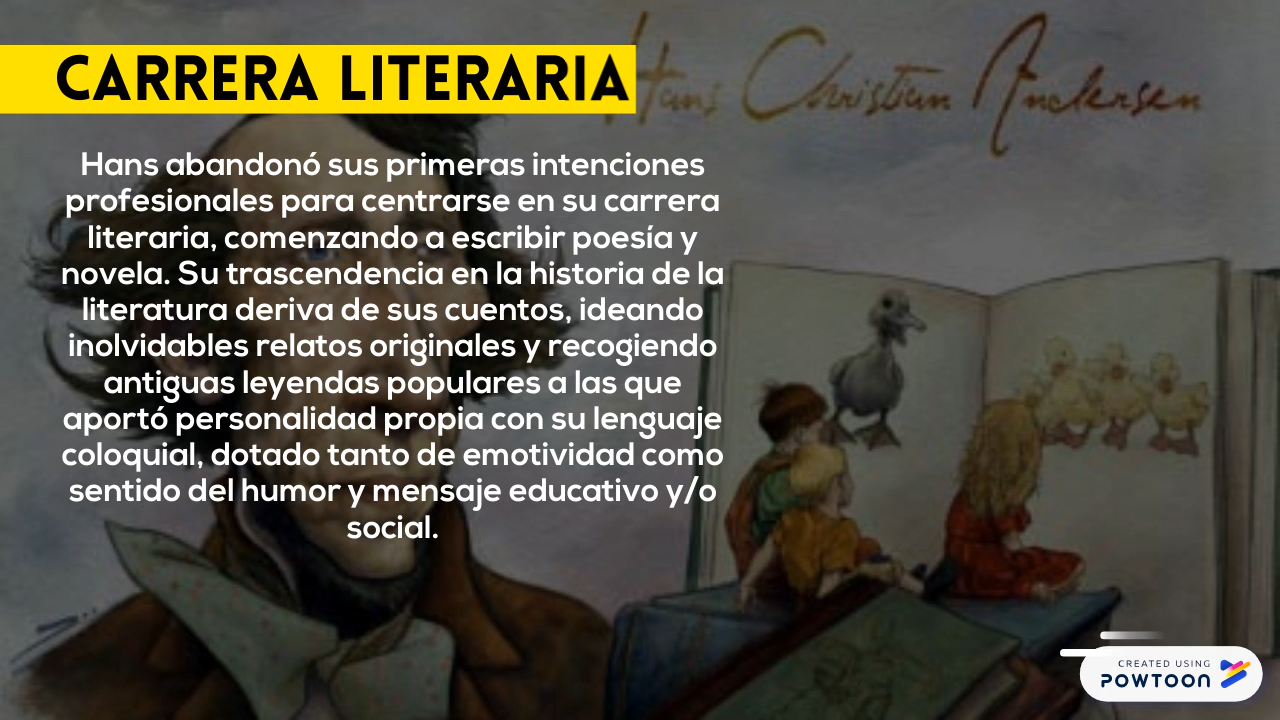 CARRERA LITERARIA
Hans Christian Andersen
Hans abandonó sus primeras intenciones
profesionales para centrarse en su carrera
literaria, comenzando a escribir poesía y
novela. Su trascendencia en la historia de la
literatura deriva de sus cuentos, ideando
inolvidables relatos originales y recogiendo
antiguas leyendas populares a las que
aportó personalidad propia con su lenguaje
coloquial, dotado tanto de emotividad como
sentido del humor y mensaje educativo y/o
social.
CREATED USING
POWTOON